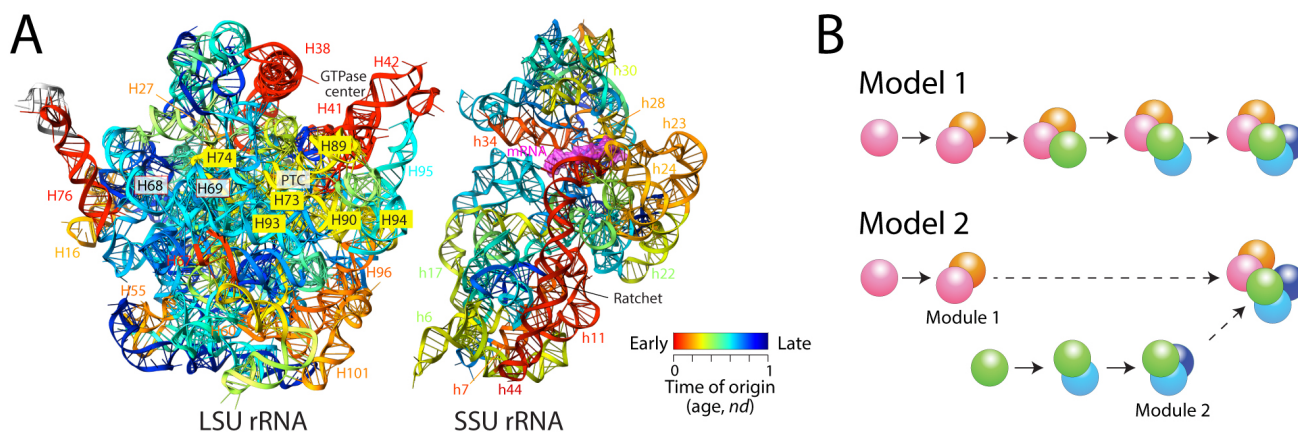 A
H38
H42
GTPase
center
H27
H41
H74
H89
H76
H68
H69
PTC
H95
H73
H93
H90
H94
H16
H96
H55
H101
LSU rRNA
h30
h28
h23
h34
mRNA
h24
h17
h22
Ratchet
h6
h11
h7
h44
SSU rRNA
Early
Late
0
1
Time of origin
(age, nd)
B
Model 1
Model 2
Module 1
Module 2